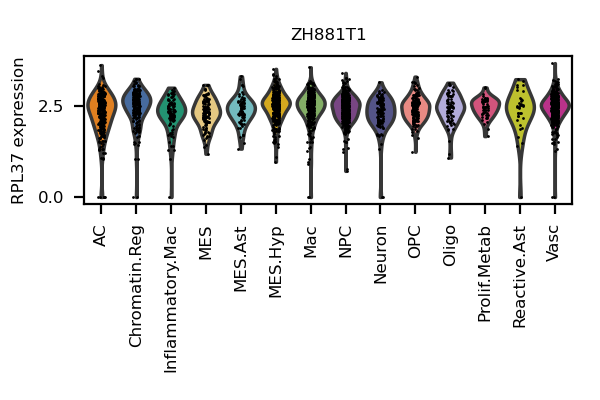 ZH881T1
RPL37 expression
2.5
0.0
AC
Chromatin.Reg
Inflammatory.Mac
MES
MES.Ast
MES.Hyp
Mac
NPC
Neuron
OPC
Oligo
Prolif.Metab
Reactive.Ast
Vasc